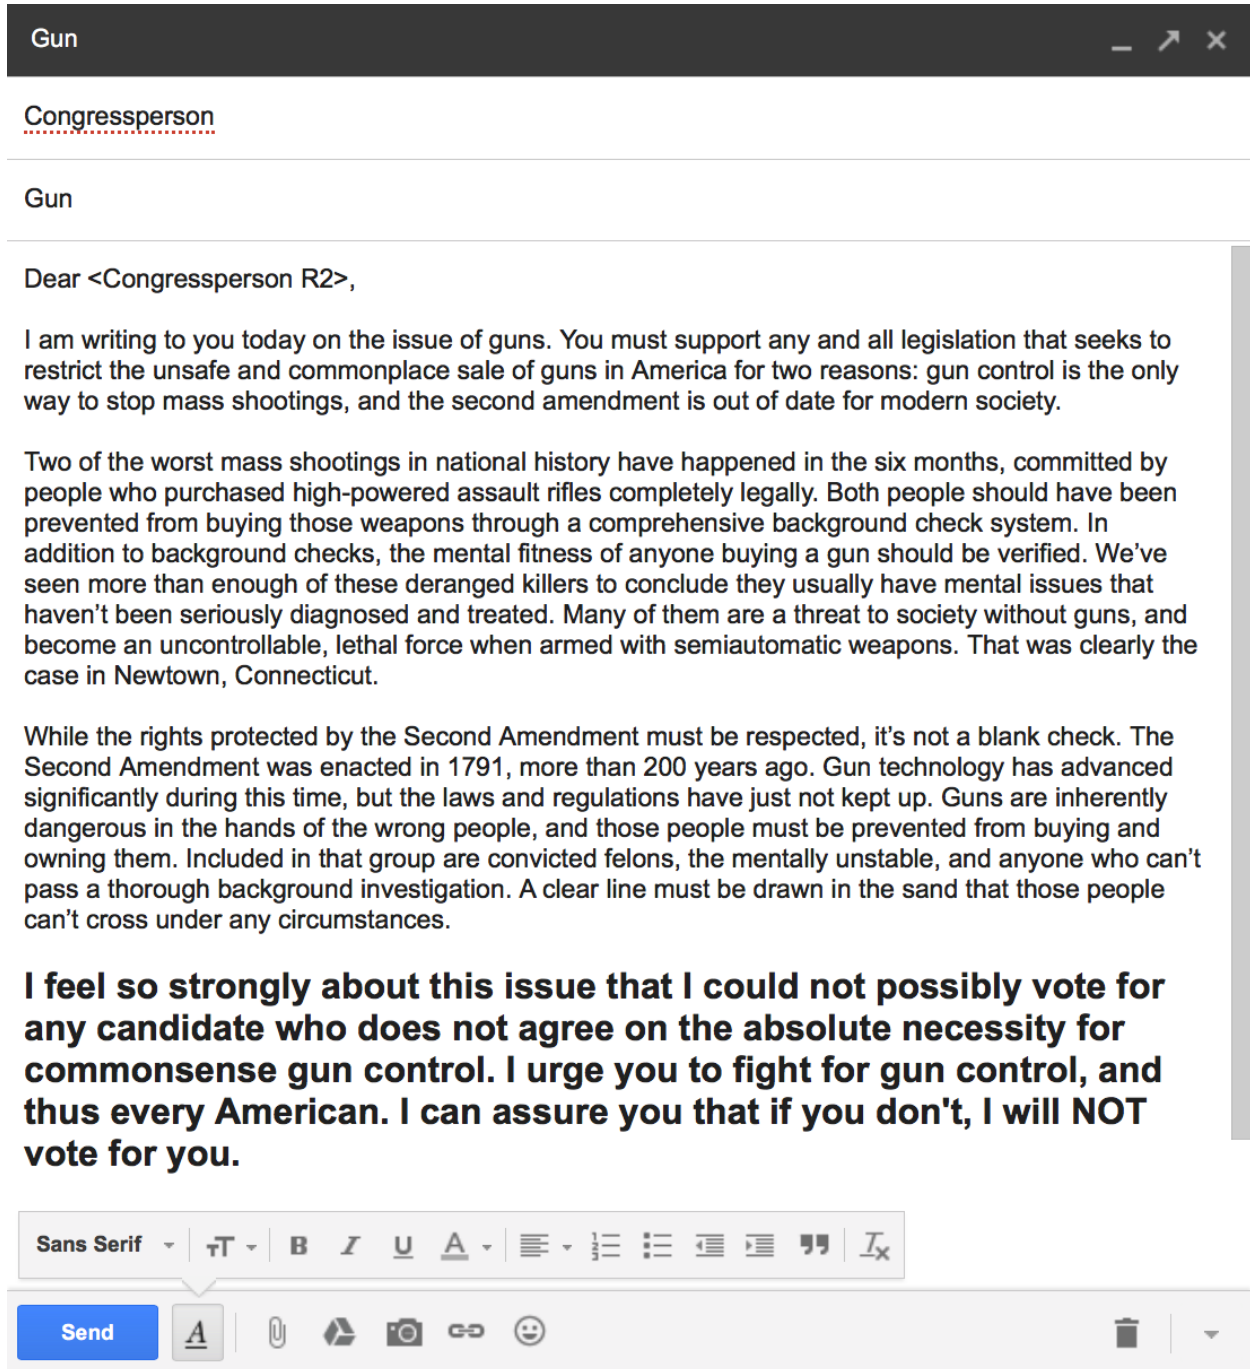 Gun
Congressperson
Gun
Dear <Congressperson R2>,
I am writing to you today on the issue of guns. You must support any and all legislation that seeks to
restrict the unsafe and commonplace sale of guns in America for two reasons: gun control is the only
way to stop mass shootings, and the second amendment is out of date for modern society.
Two of the worst mass shootings in national history have happened in the six months, committed by
people who purchased high-powered assault rifles completely legally. Both people should have been
prevented from buying those weapons through a comprehensive background check system. In
addition to background checks, the mental fitness of anyone buying a gun should be verified. We’ve
seen more than enough of these deranged killers to conclude they usually have mental issues that
haven’t been seriously diagnosed and treated. Many of them are a threat to society without guns, and
become an uncontrollable, lethal force when armed with semiautomatic weapons. That was clearly the
case in Newtown, Connecticut.
While the rights protected by the Second Amendment must be respected, it’s not a blank check. The
Second Amendment was enacted in 1791, more than 200 years ago. Gun technology has advanced
significantly during this time, but the laws and regulations have just not kept up. Guns are inherently
dangerous in the hands of the wrong people, and those people must be prevented from buying and
owning them. Included in that group are convicted felons, the mentally unstable, and anyone who can’t
pass a thorough background investigation. A clear line must be drawn in the sand that those people
can’t cross under any circumstances.
I feel so strongly about this issue that I could not possibly vote for
any candidate who does not agree on the absolute necessity for
commonsense gun control. I urge you to fight for gun control, and
thus every American. I can assure you that if you don't, I will NOT
vote for you.
Sans Serif TT B I U A Tx
Send A